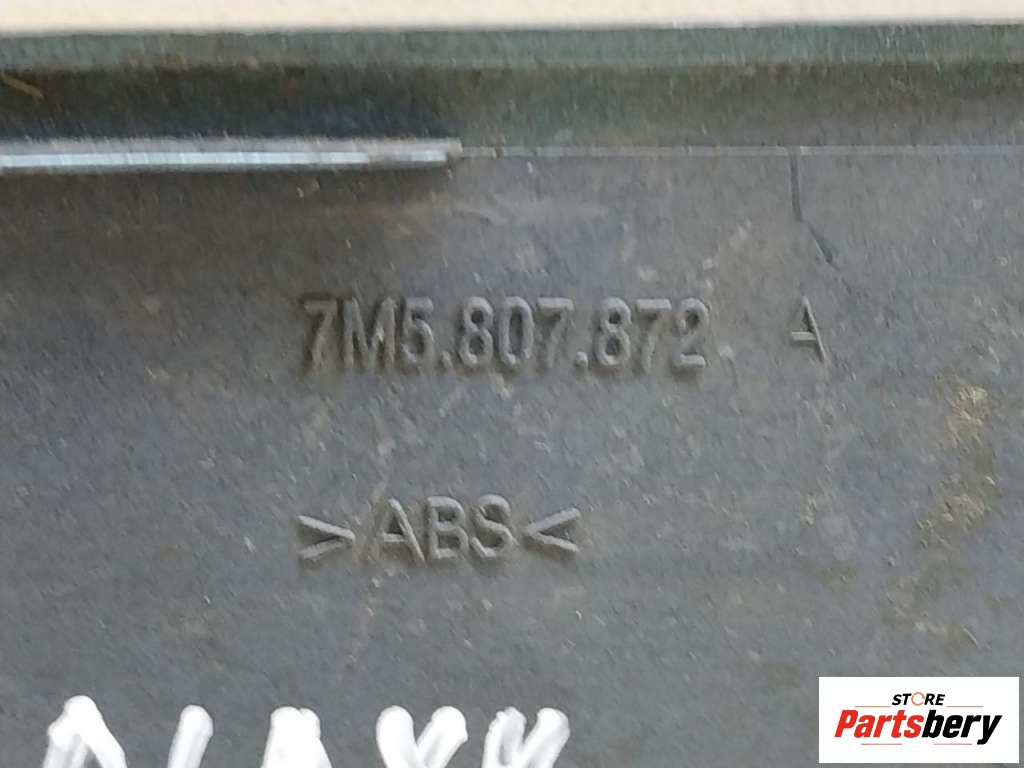 7M5.807.872 A
>ABS<
STORE
Partsbery